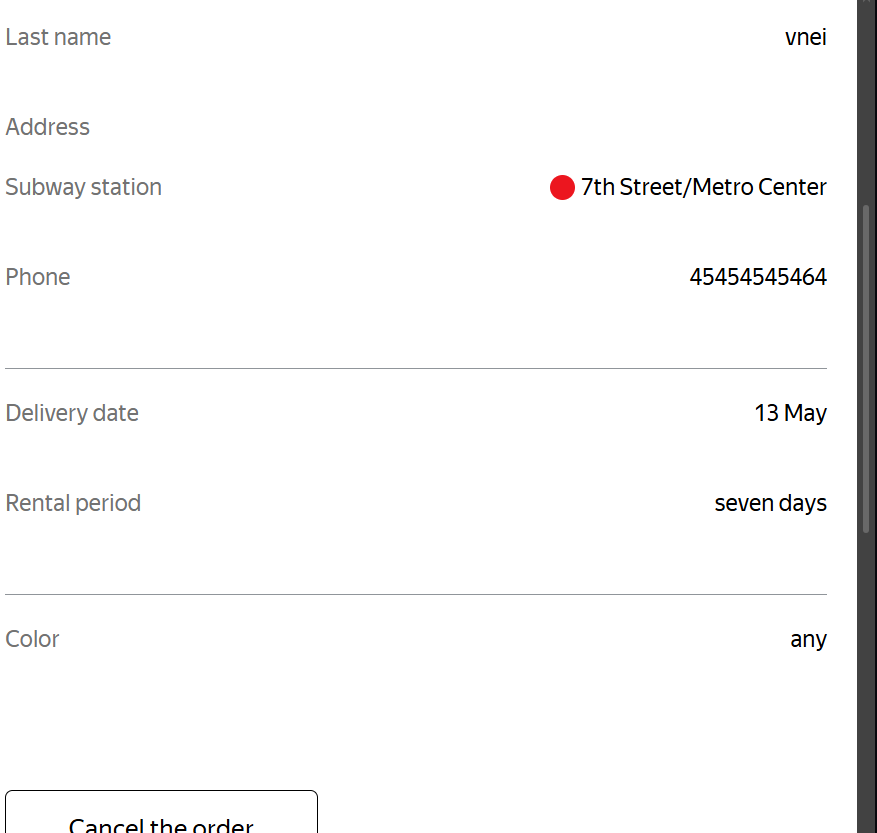 Last name vnei
Address
Subway station 7th Street/Metro Center
Phone 45454545464
Delivery date 13 May
Rental period seven days
Color any
Cancel the order